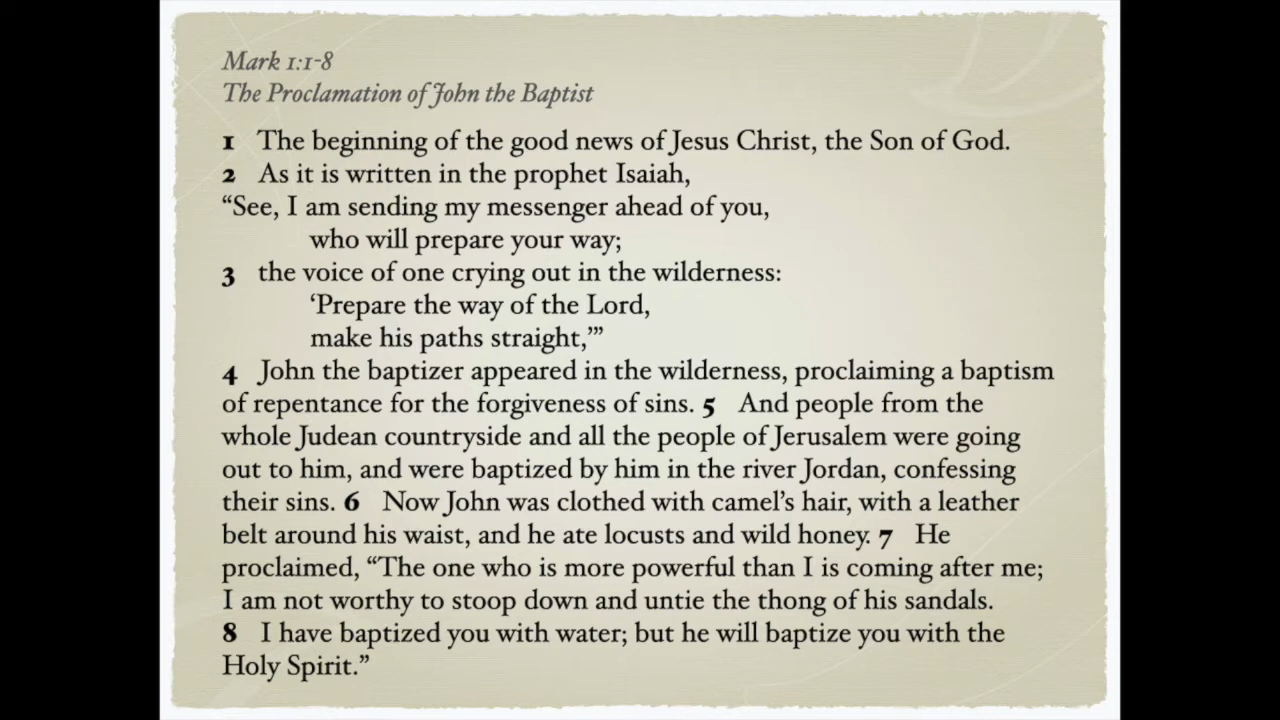 Mark 1:1-8
The Proclamation of John the Baptist
1 The beginning of the good news of Jesus Christ, the Son of God.
2 As it is written in the prophet Isaiah,
“See, I am sending my messenger ahead of you,
who will prepare your way;
3 the voice of one crying out in the wilderness:
‘Prepare the way of the Lord,
make his paths straight,’”
4 John the baptizer appeared in the wilderness, proclaiming a baptism
of repentance for the forgiveness of sins. 5 And people from the
whole Judean countryside and all the people of Jerusalem were going
out to him, and were baptized by him in the river Jordan, confessing
their sins. 6 Now John was clothed with camel’s hair, with a leather
belt around his waist, and he ate locusts and wild honey. 7 He
proclaimed, “The one who is more powerful than I is coming after me;
I am not worthy to stoop down and untie the thong of his sandals.
8 I have baptized you with water; but he will baptize you with the
Holy Spirit.”